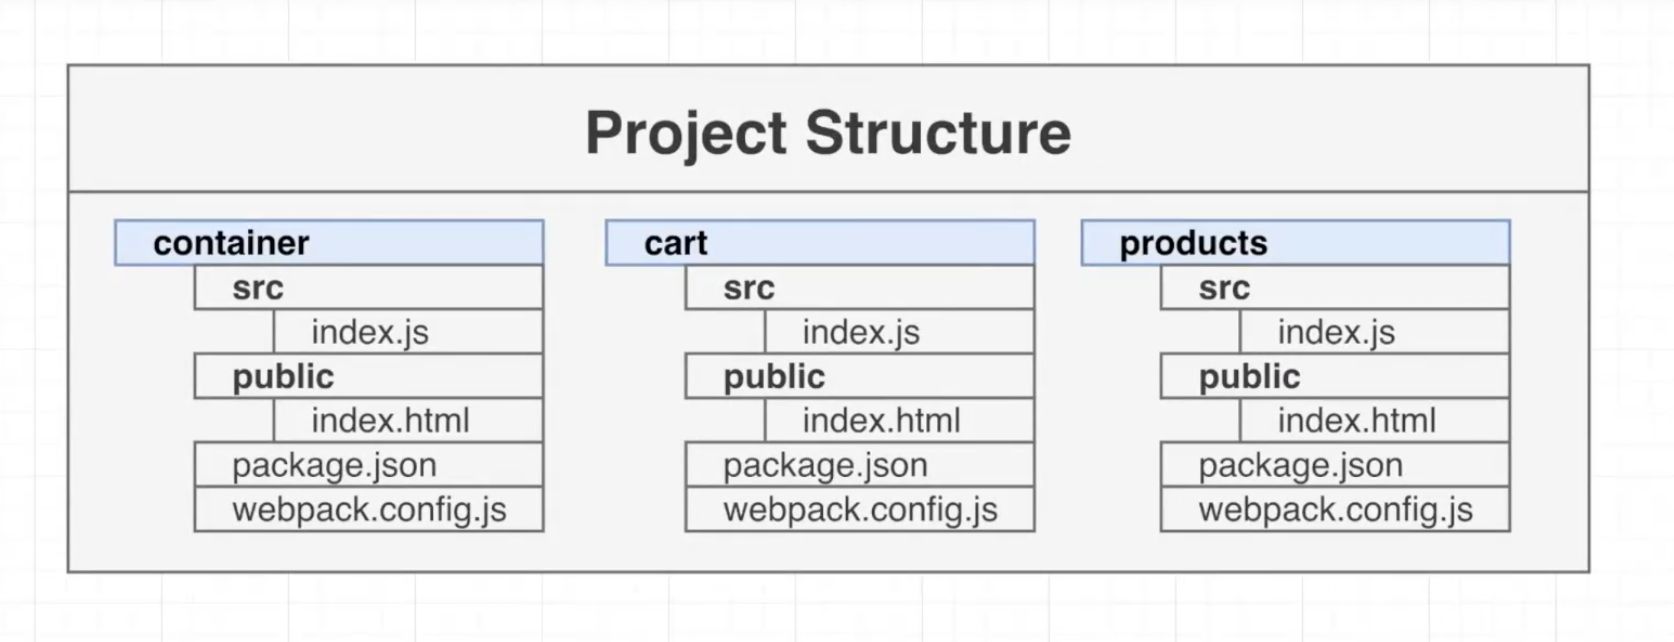 Project Structure
container
src
index.js
public
index.html
package.json
webpack.config.js
cart
src
index.js
public
index.html
package.json
webpack.config.js
products
src
index.js
public
index.html
package.json
webpack.config.js